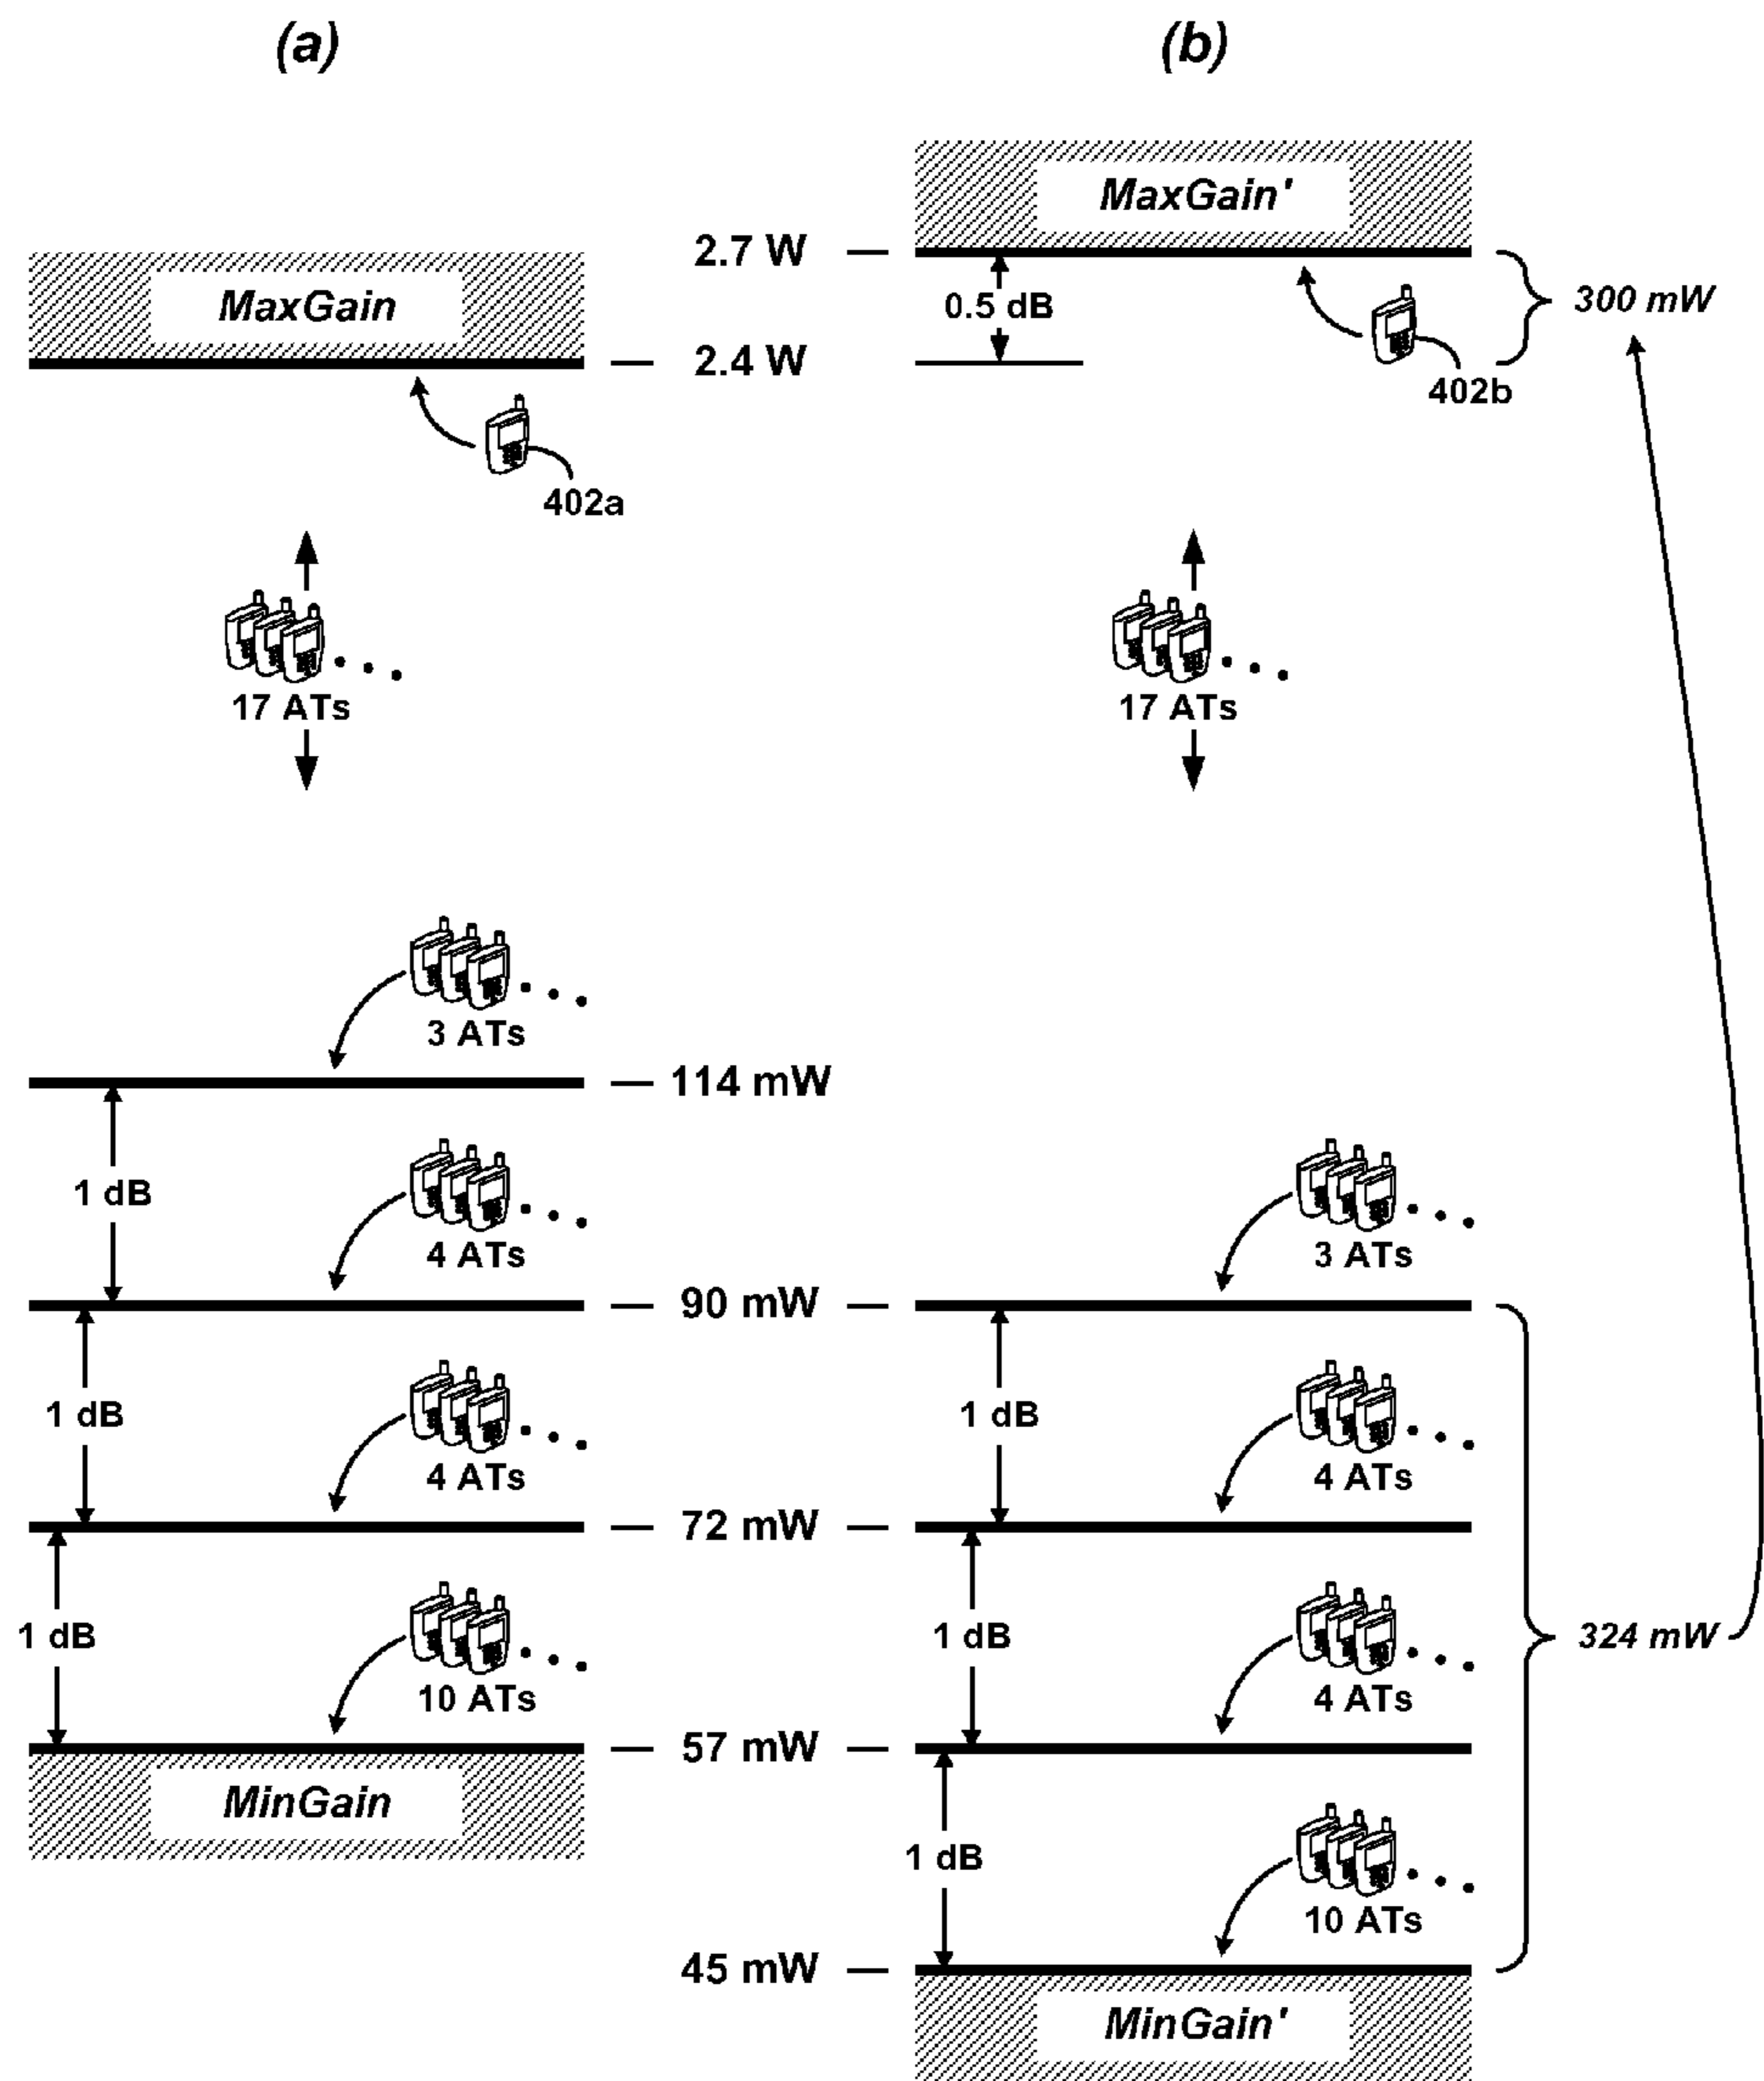 (a)
(b)
MaxGain'
2.7 W
MaxGain
0.5 dB
300 mW
2.4 W
402b
402a
17 ATs
17 ATs
3 ATs
114 mW
1 dB
4 ATs
3 ATs
90 mW
1 dB
1 dB
4 ATs
4 ATs
72 mW
1 dB
1 dB
324 mW
10 ATs
4 ATs
57 mW
MinGain
1 dB
10 ATs
45 mW
MinGain'